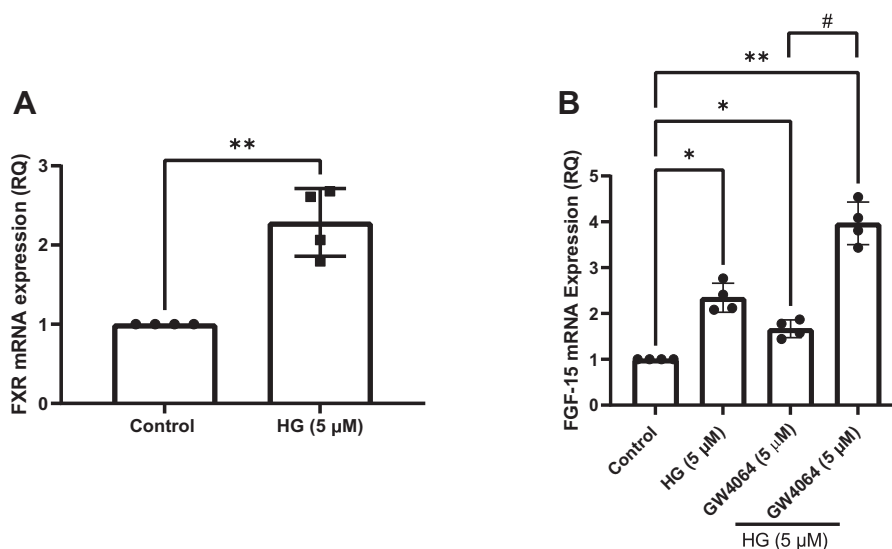 A
FXR mRNA expression (RQ)
3
2
1
0
**
Control
HG (5 µM)
B
FGF-15 mRNA Expression (RQ)
5
4
3
2
1
0
#
**
*
*
Control
HG (5 µM)
GW4064 (5 µM)
GW4064 (5 µM)
HG (5 µM)